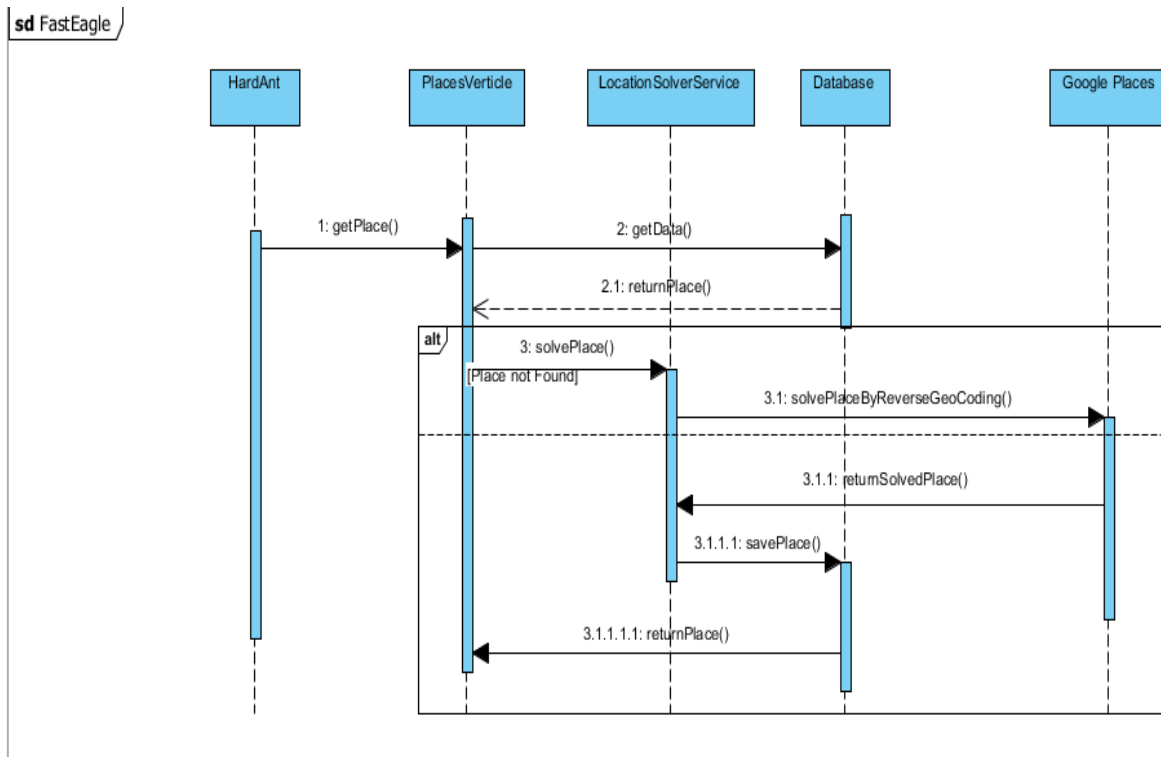 sd FastEagle
HardAnt
PlacesVerticle
LocationSolverService
Database
Google Places
1: getPlace()
2: getData()
2.1: returnPlace()
alt
3: solvePlace()
[Place not Found]
3.1: solvePlaceByReverseGeoCoding()
3.1.1: returnSolvedPlace()
3.1.1.1: savePlace()
3.1.1.1.1: returnPlace()